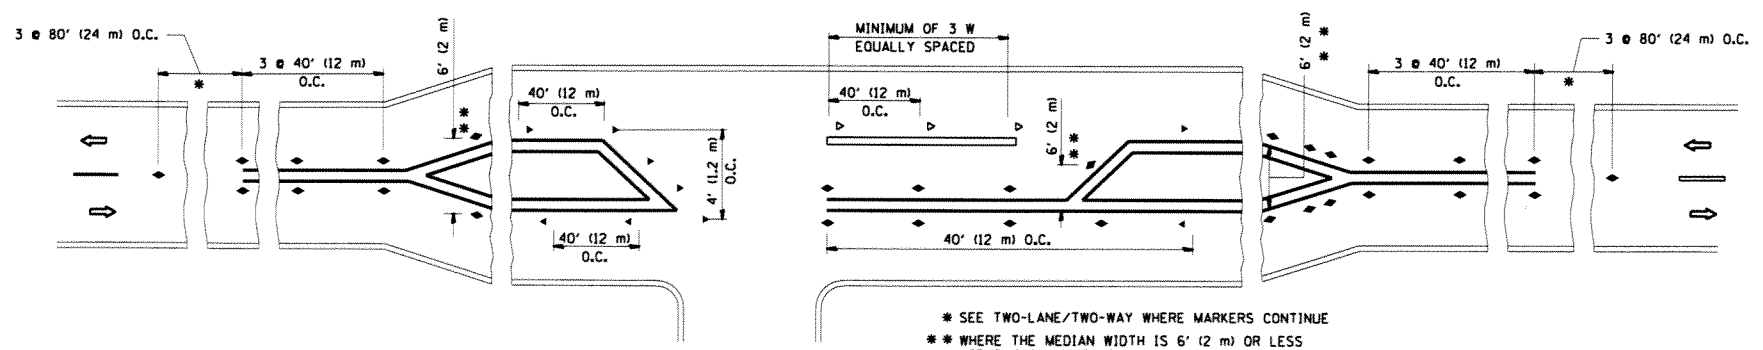 3 @ 80' (24 m) O.C.
*
3 @ 40' (12 m)
O.C.
6' (2 m)
**
40' (12 m)
O.C.
40' (12 m)
O.C.
4' (1.2 m)
O.C.
MINIMUM OF 3 W
EQUALLY SPACED
40' (12 m)
O.C.
6' (2 m)
**
40' (12 m) O.C.
6' (2 m)
**
3 @ 40' (12 m)
O.C.
*
3 @ 80' (24 m) O.C.
* SEE TWO-LANE/TWO-WAY WHERE MARKERS CONTINUE
** WHERE THE MEDIAN WIDTH IS 6' (2 m) OR LESS